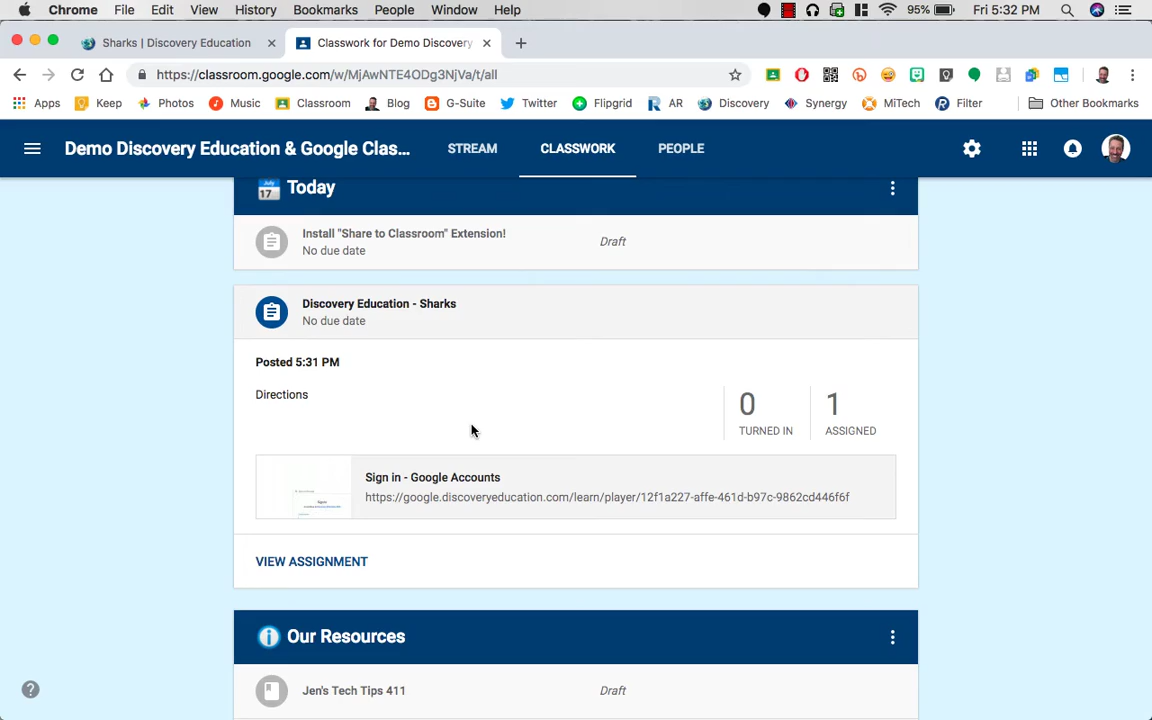 Chrome File Edit View History Bookmarks People Window Help 95% Fri 5:32 PM
Sharks | Discovery Education Classwork for Demo Discovery
https://classroom.google.com/w/MjAwNTE4ODg3NjVa/t/all
Apps Keep Photos Music Classroom Blog G-Suite Twitter Flipgrid AR Discovery Synergy MiTech Filter Other Bookmarks
Demo Discovery Education & Google Clas... STREAM CLASSWORK PEOPLE
July
17
Today
Install "Share to Classroom" Extension! Draft
No due date
Discovery Education - Sharks
No due date
Posted 5:31 PM
Directions
0 1
TURNED IN ASSIGNED
Sign in - Google Accounts
https://google.discoveryeducation.com/learn/player/12f1a227-affe-461d-b97c-9862cd446f6f
VIEW ASSIGNMENT
Our Resources
Jen's Tech Tips 411 Draft